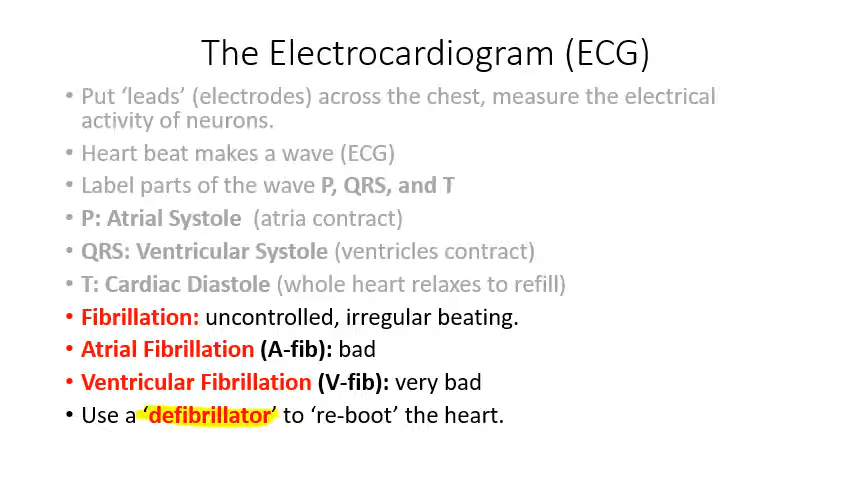 The Electrocardiogram (ECG)
• Put ‘leads’ (electrodes) across the chest, measure the electrical
activity of neurons.
• Heart beat makes a wave (ECG)
• Label parts of the wave P, QRS, and T
• P: Atrial Systole (atria contract)
• QRS: Ventricular Systole (ventricles contract)
• T: Cardiac Diastole (whole heart relaxes to refill)
• Fibrillation: uncontrolled, irregular beating.
• Atrial Fibrillation (A-fib): bad
• Ventricular Fibrillation (V-fib): very bad
• Use a ‘defibrillator’ to ‘re-boot’ the heart.